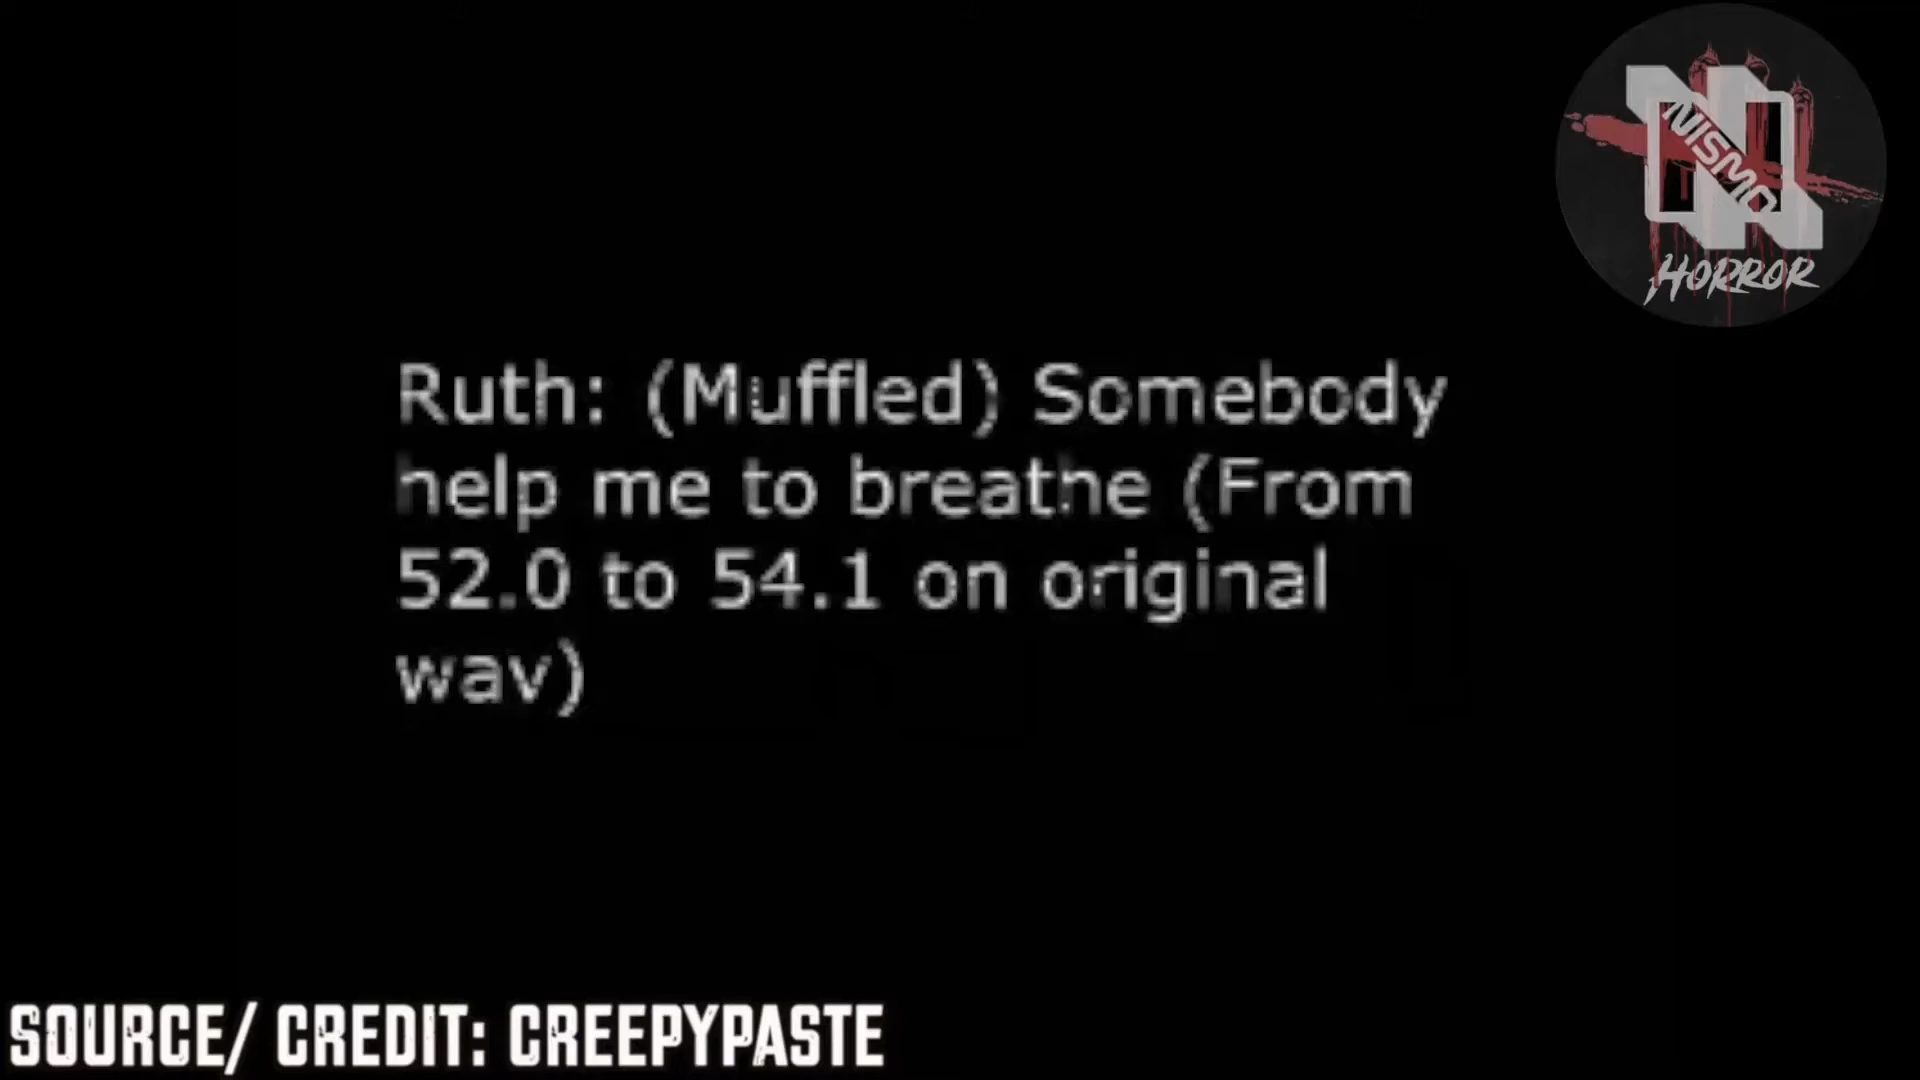 NISMO
HORROR
Ruth: (Muffled) Somebody
help me to breathe (From
52.0 to 54.1 on original
wav)
SOURCE/ CREDIT: CREEPYPASTE